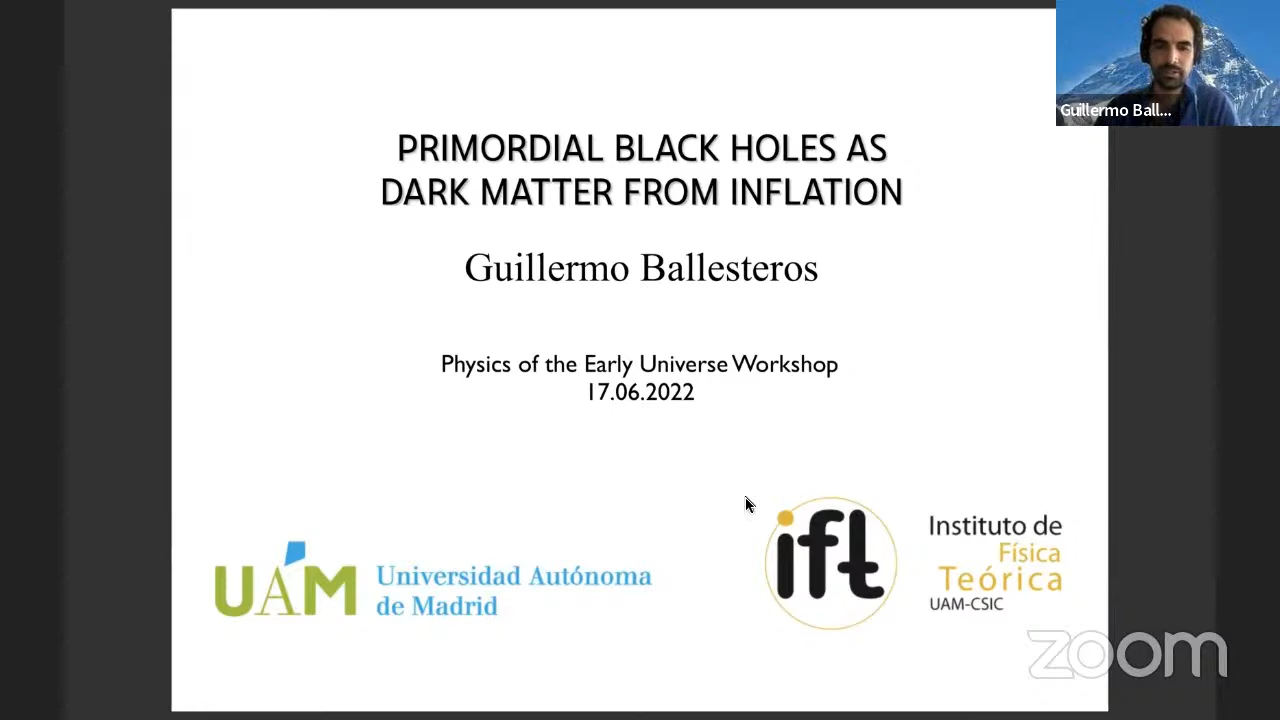 PRIMORDIAL BLACK HOLES AS
DARK MATTER FROM INFLATION
Guillermo Ballesteros
Physics of the Early Universe Workshop
17.06.2022
UAM
Universidad Autónoma
de Madrid
ift
Instituto de
Física
Teórica
UAM-CSIC
zoom
Guillermo Ball...